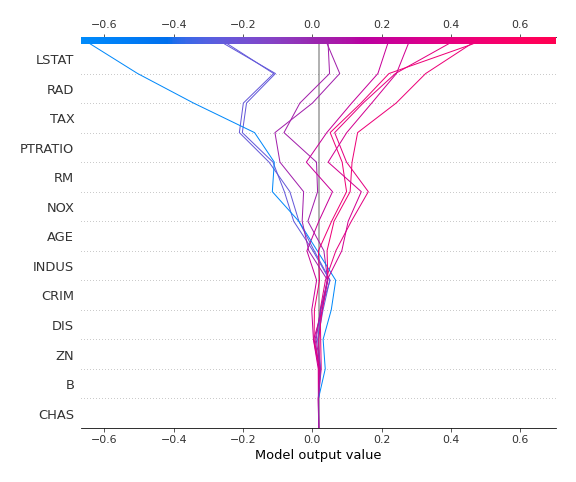 −0.6 −0.4 −0.2 0.0 0.2 0.4 0.6
LSTAT
RAD
TAX
PTRATIO
RM
NOX
AGE
INDUS
CRIM
DIS
ZN
B
CHAS
−0.6 −0.4 −0.2 0.0 0.2 0.4 0.6
Model output value